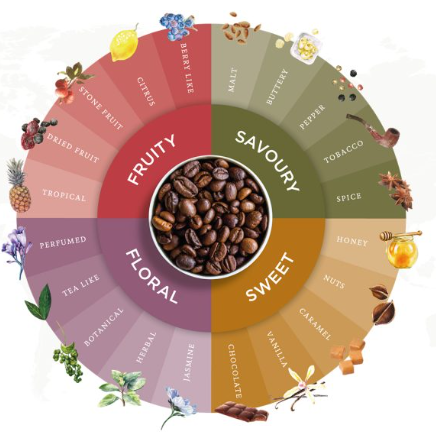 FRUITY
TROPICAL
DRIED FRUIT
STONE FRUIT
CITRUS
BERRY LIKE
SAVOURY
MALT
BUTTERY
PEPPER
TOBACCO
SPICE
SWEET
HONEY
NUTS
CARAMEL
VANILLA
CHOCOLATE
FLORAL
JASMINE
HERBAL
BOTANICAL
TEA LIKE
PERFUMED